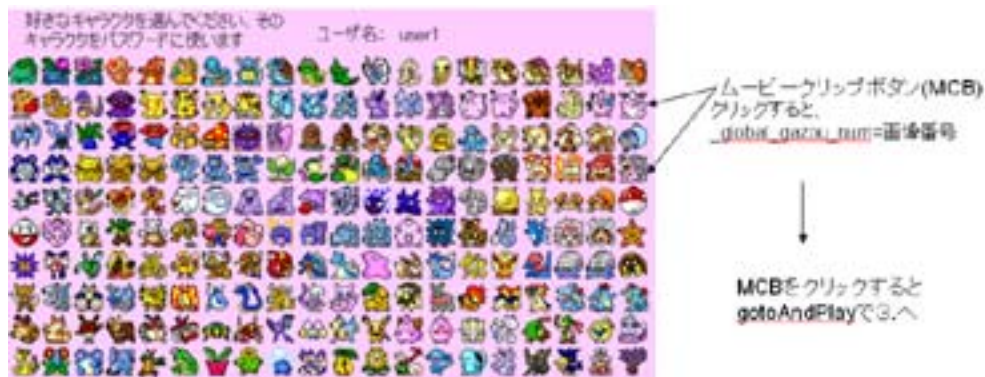 好きなキャラクタを選んでください、その
キャラクタをパスワードに使います
ユーザ名: user1
ムービークリップボタン(MCB)
クリックすると、
_global_gazou_num=画像番号
MCBをクリックすると
gotoAndPlayで③.へ